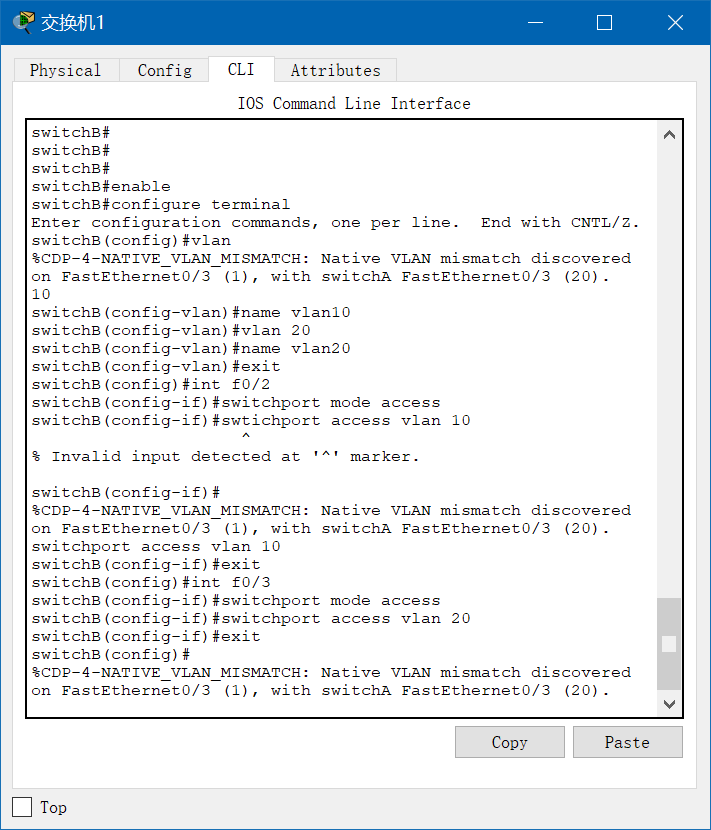 交换机1
Physical Config CLI Attributes
IOS Command Line Interface
switchB#
switchB#
switchB#
switchB#enable
switchB#configure terminal
Enter configuration commands, one per line.  End with CNTL/Z.
switchB(config)#vlan
%CDP-4-NATIVE_VLAN_MISMATCH: Native VLAN mismatch discovered
on FastEthernet0/3 (1), with switchA FastEthernet0/3 (20).
10
switchB(config-vlan)#name vlan10
switchB(config-vlan)#vlan 20
switchB(config-vlan)#name vlan20
switchB(config-vlan)#exit
switchB(config)#int f0/2
switchB(config-if)#switchport mode access
switchB(config-if)#swtichport access vlan 10
^
% Invalid input detected at '^' marker.
switchB(config-if)#
%CDP-4-NATIVE_VLAN_MISMATCH: Native VLAN mismatch discovered
on FastEthernet0/3 (1), with switchA FastEthernet0/3 (20).
switchport access vlan 10
switchB(config-if)#exit
switchB(config)#int f0/3
switchB(config-if)#switchport mode access
switchB(config-if)#switchport access vlan 20
switchB(config-if)#exit
switchB(config)#
%CDP-4-NATIVE_VLAN_MISMATCH: Native VLAN mismatch discovered
on FastEthernet0/3 (1), with switchA FastEthernet0/3 (20).
Copy Paste
Top